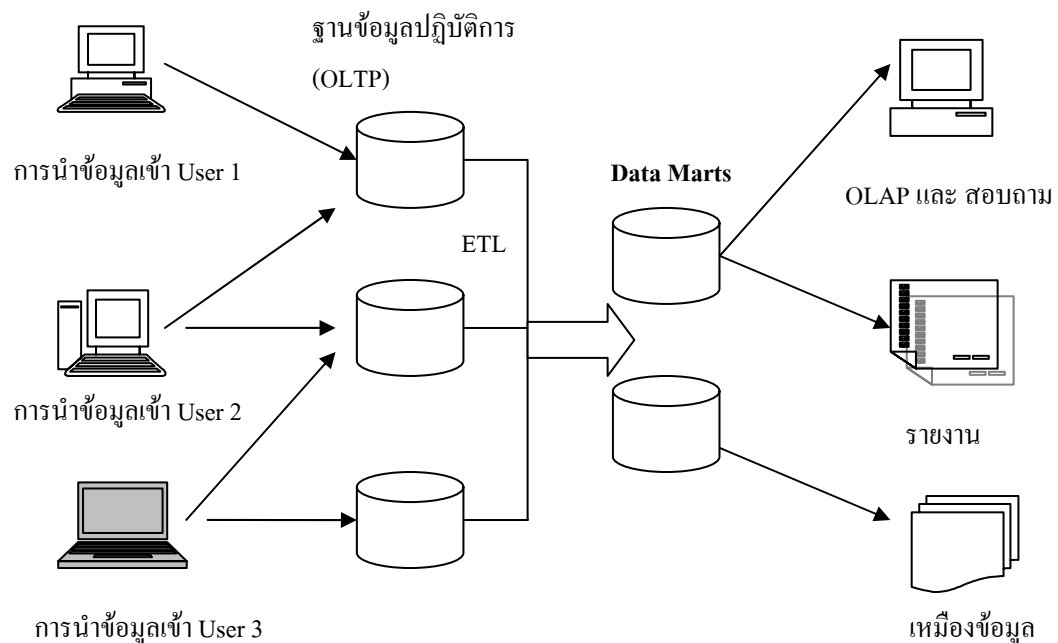 ฐานข้อมูลปฏิบัติการ
(OLTP)
การนำข้อมูลเข้า User 1
Data Marts
OLAP และ สอบถาม
ETL
การนำข้อมูลเข้า User 2
รายงาน
การนำข้อมูลเข้า User 3
เหมืองข้อมูล